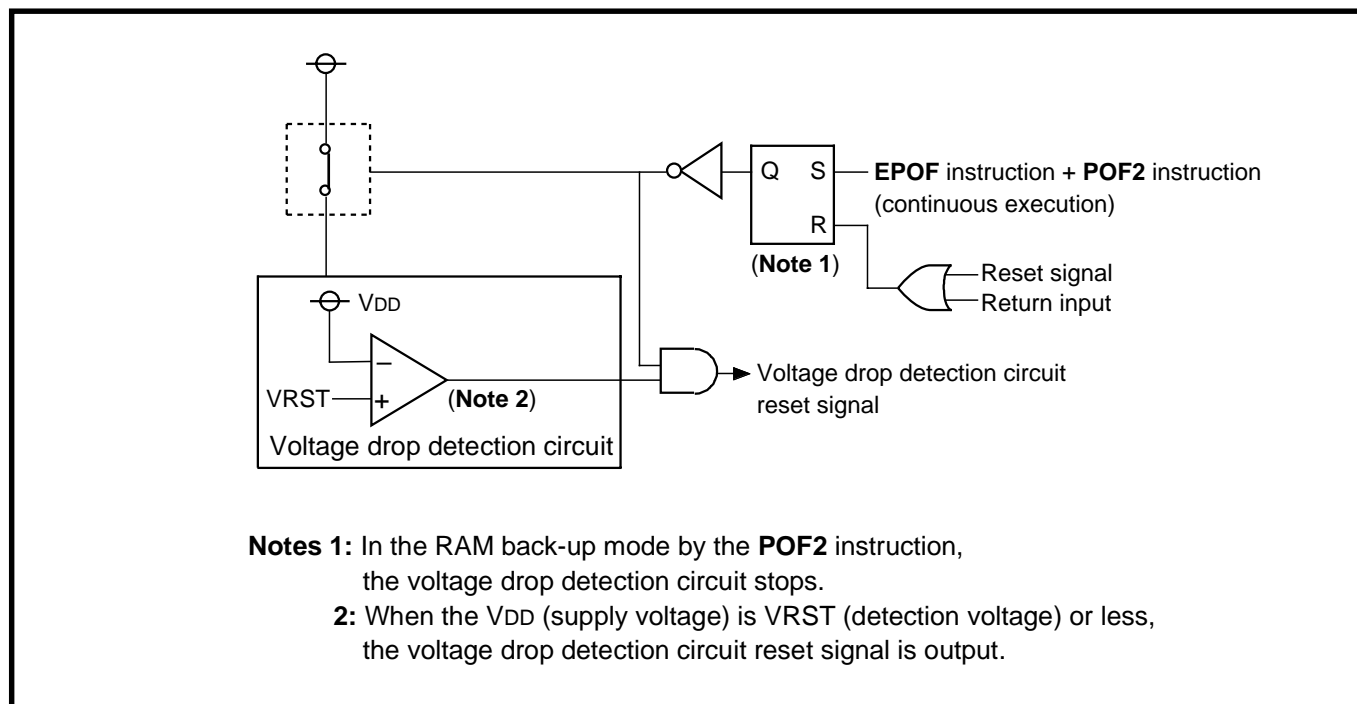 Q S
EPOF instruction + POF2 instruction
(continuous execution)
R
(Note 1)
Reset signal
Return input
VDD
−
VRST
+
(Note 2)
Voltage drop detection circuit
reset signal
Voltage drop detection circuit
Notes 1: In the RAM back-up mode by the POF2 instruction,
the voltage drop detection circuit stops.
2: When the VDD (supply voltage) is VRST (detection voltage) or less,
the voltage drop detection circuit reset signal is output.